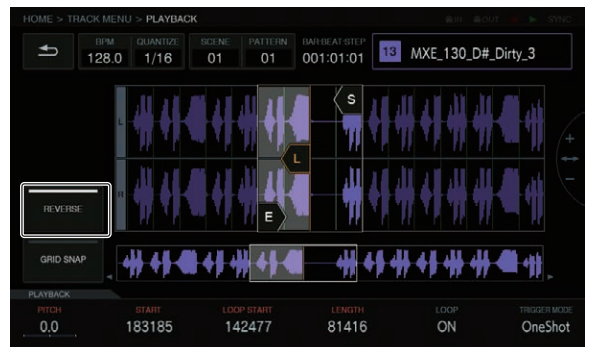 HOME > TRACK MENU > PLAYBACK
IN OUT SYNC
BPM QUANTIZE SCENE PATTERN BAR:BEAT:STEP
128.0 1/16 01 01 001:01:01 13 MXE_130_D#_Dirty_3
S
L
L
R
E
+
−
REVERSE
GRID SNAP
PLAYBACK
PITCH START LOOP START LENGTH LOOP TRIGGER MODE
0.0 183185 142477 81416 ON OneShot